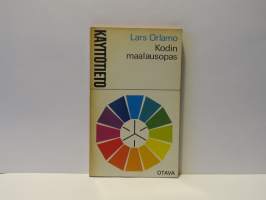 KÄYTTÖTIETO
Lars Orlamo
Kodin
maalausopas
OTAVA